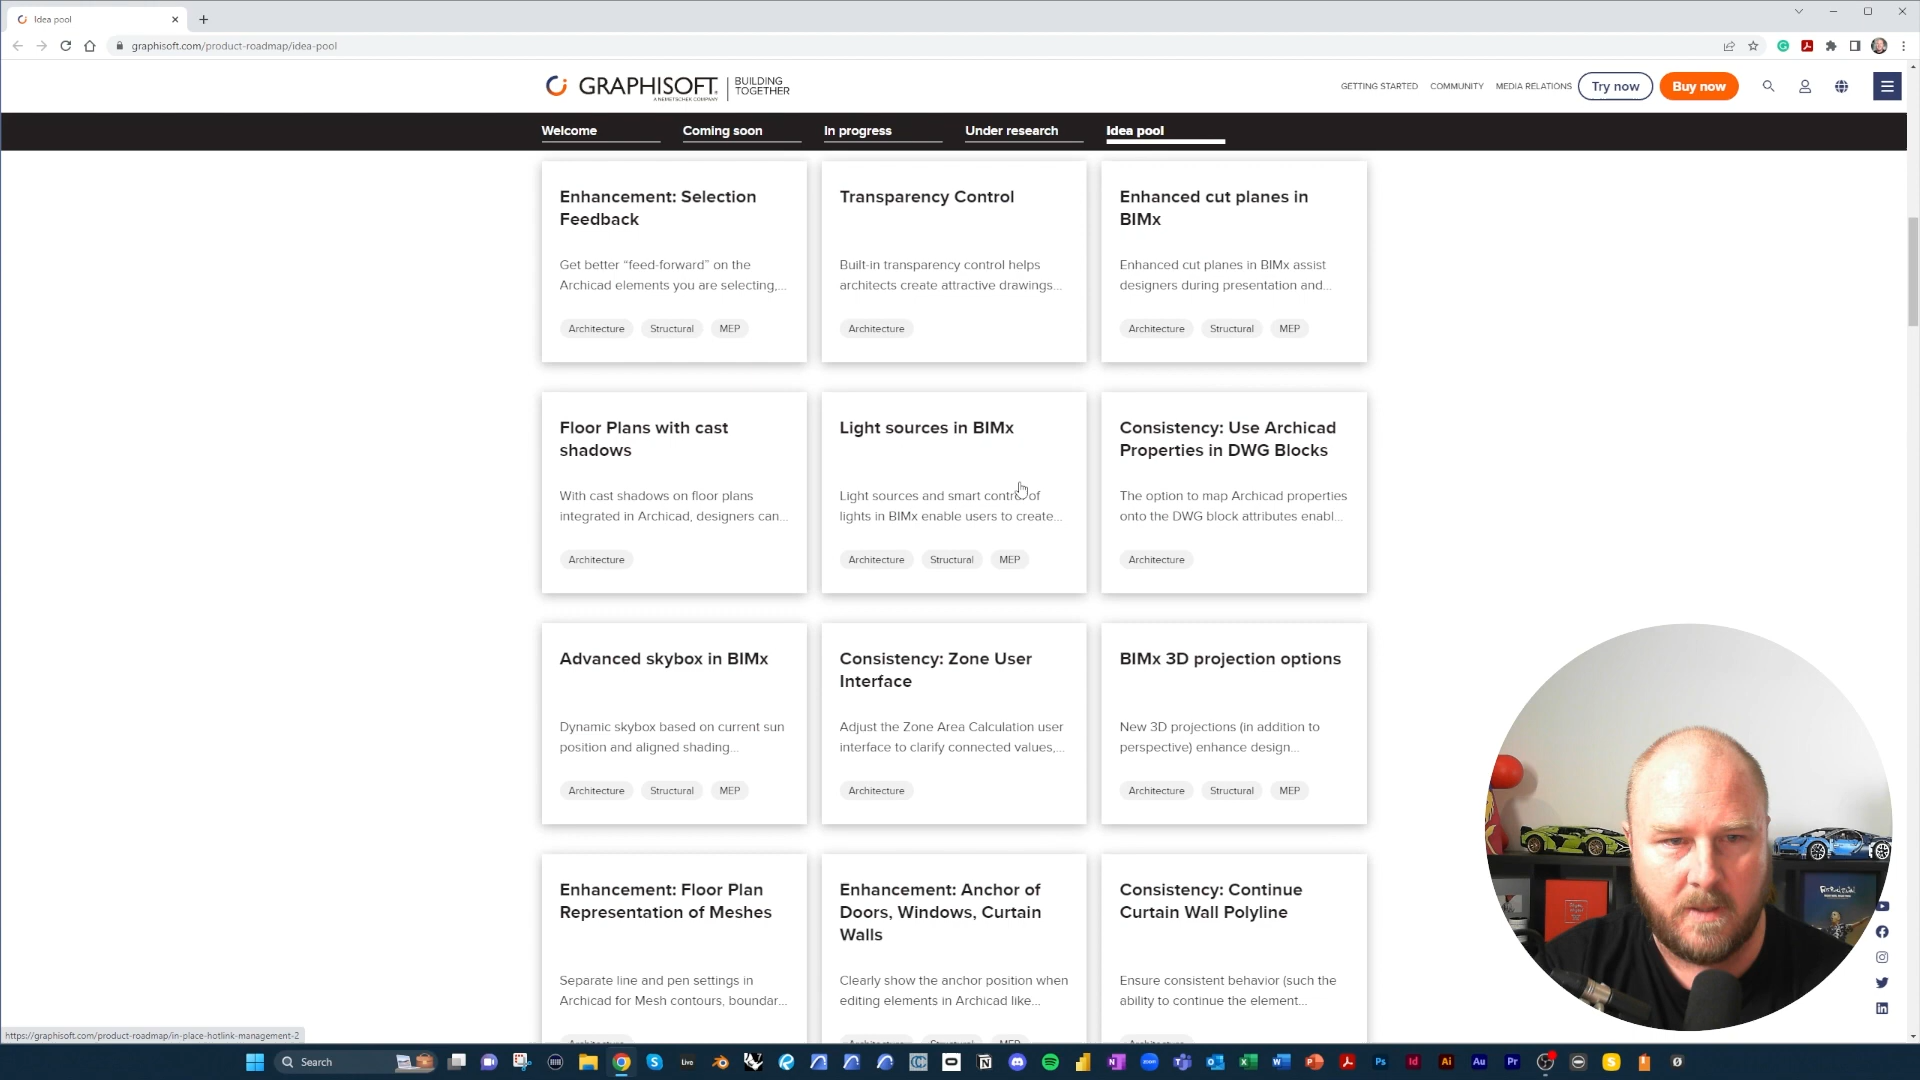 Idea pool
graphisoft.com/product-roadmap/idea-pool
GRAPHISOFT.
A NEMETSCHEK COMPANY
BUILDING
TOGETHER
GETTING STARTED
COMMUNITY
MEDIA RELATIONS
Try now
Buy now
Welcome
Coming soon
In progress
Under research
Idea pool
Enhancement: Selection
Feedback
Get better “feed-forward” on the
Archicad elements you are selecting,...
Architecture
Structural
MEP
Transparency Control
Built-in transparency control helps
architects create attractive drawings...
Architecture
Enhanced cut planes in
BIMx
Enhanced cut planes in BIMx assist
designers during presentation and...
Architecture
Structural
MEP
Floor Plans with cast
shadows
With cast shadows on floor plans
integrated in Archicad, designers can...
Architecture
Light sources in BIMx
Light sources and smart control of
lights in BIMx enable users to create...
Architecture
Structural
MEP
Consistency: Use Archicad
Properties in DWG Blocks
The option to map Archicad properties
onto the DWG block attributes enabl...
Architecture
Advanced skybox in BIMx
Dynamic skybox based on current sun
position and aligned shading...
Architecture
Structural
MEP
Consistency: Zone User
Interface
Adjust the Zone Area Calculation user
interface to clarify connected values,...
Architecture
BIMx 3D projection options
New 3D projections (in addition to
perspective) enhance design...
Architecture
Structural
MEP
Enhancement: Floor Plan
Representation of Meshes
Separate line and pen settings in
Archicad for Mesh contours, boundar...
Enhancement: Anchor of
Doors, Windows, Curtain
Walls
Clearly show the anchor position when
editing elements in Archicad like...
Consistency: Continue
Curtain Wall Polyline
Ensure consistent behavior (such the
ability to continue the element...
https://graphisoft.com/product-roadmap/in-place-hotlink-management-2
Search